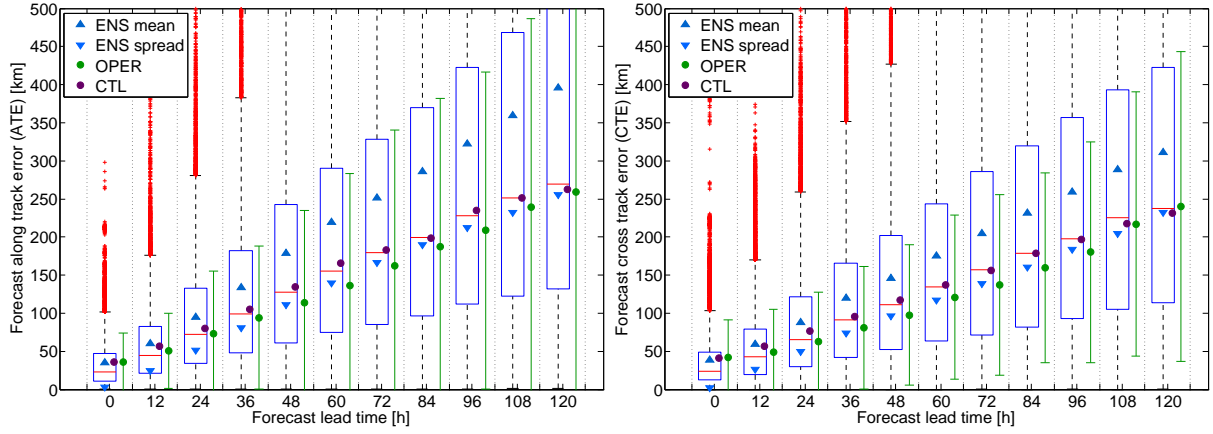 500
450
400
350
300
250
200
150
100
50
0
Forecast along track error (ATE) [km]
ENS mean
ENS spread
OPER
CTL
0 12 24 36 48 60 72 84 96 108 120
Forecast lead time [h]
500
450
400
350
300
250
200
150
100
50
0
Forecast cross track error (CTE) [km]
ENS mean
ENS spread
OPER
CTL
0 12 24 36 48 60 72 84 96 108 120
Forecast lead time [h]